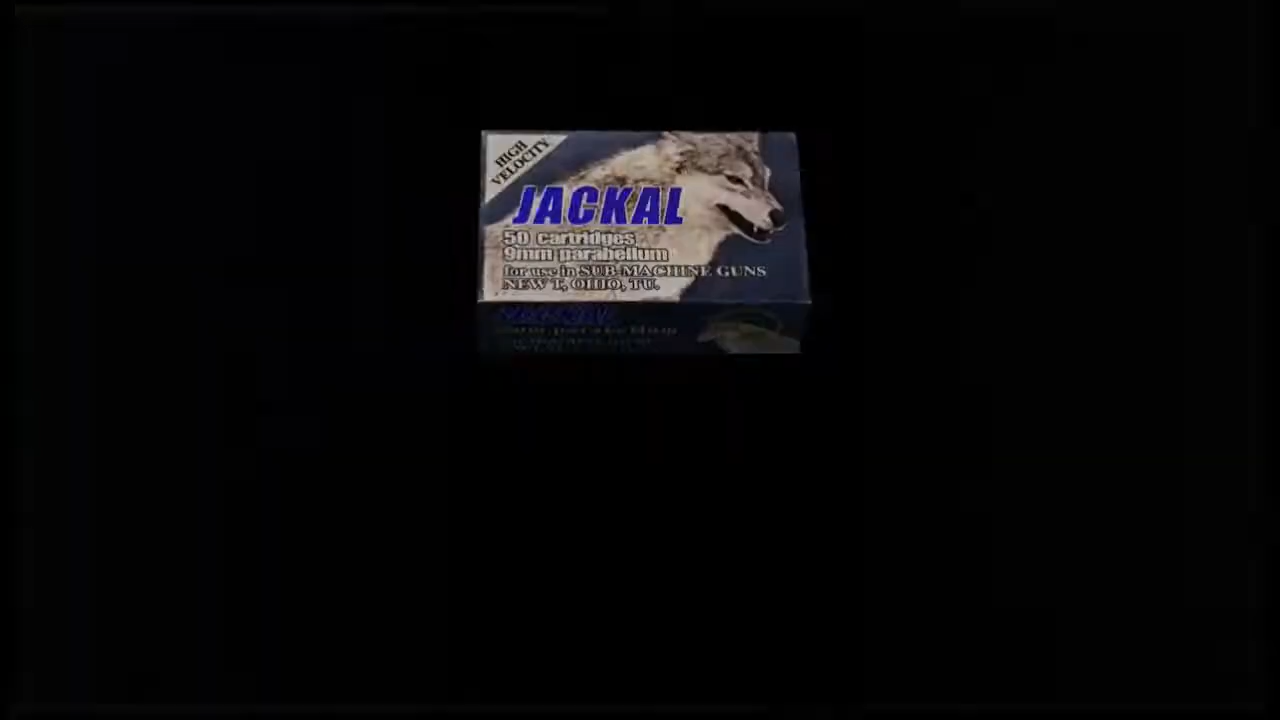 HIGH
VELOCITY
JACKAL
50 cartridges
9mm parabellum
for use in SUB-MACHINE GUNS
NEW T, OHIO, TU.